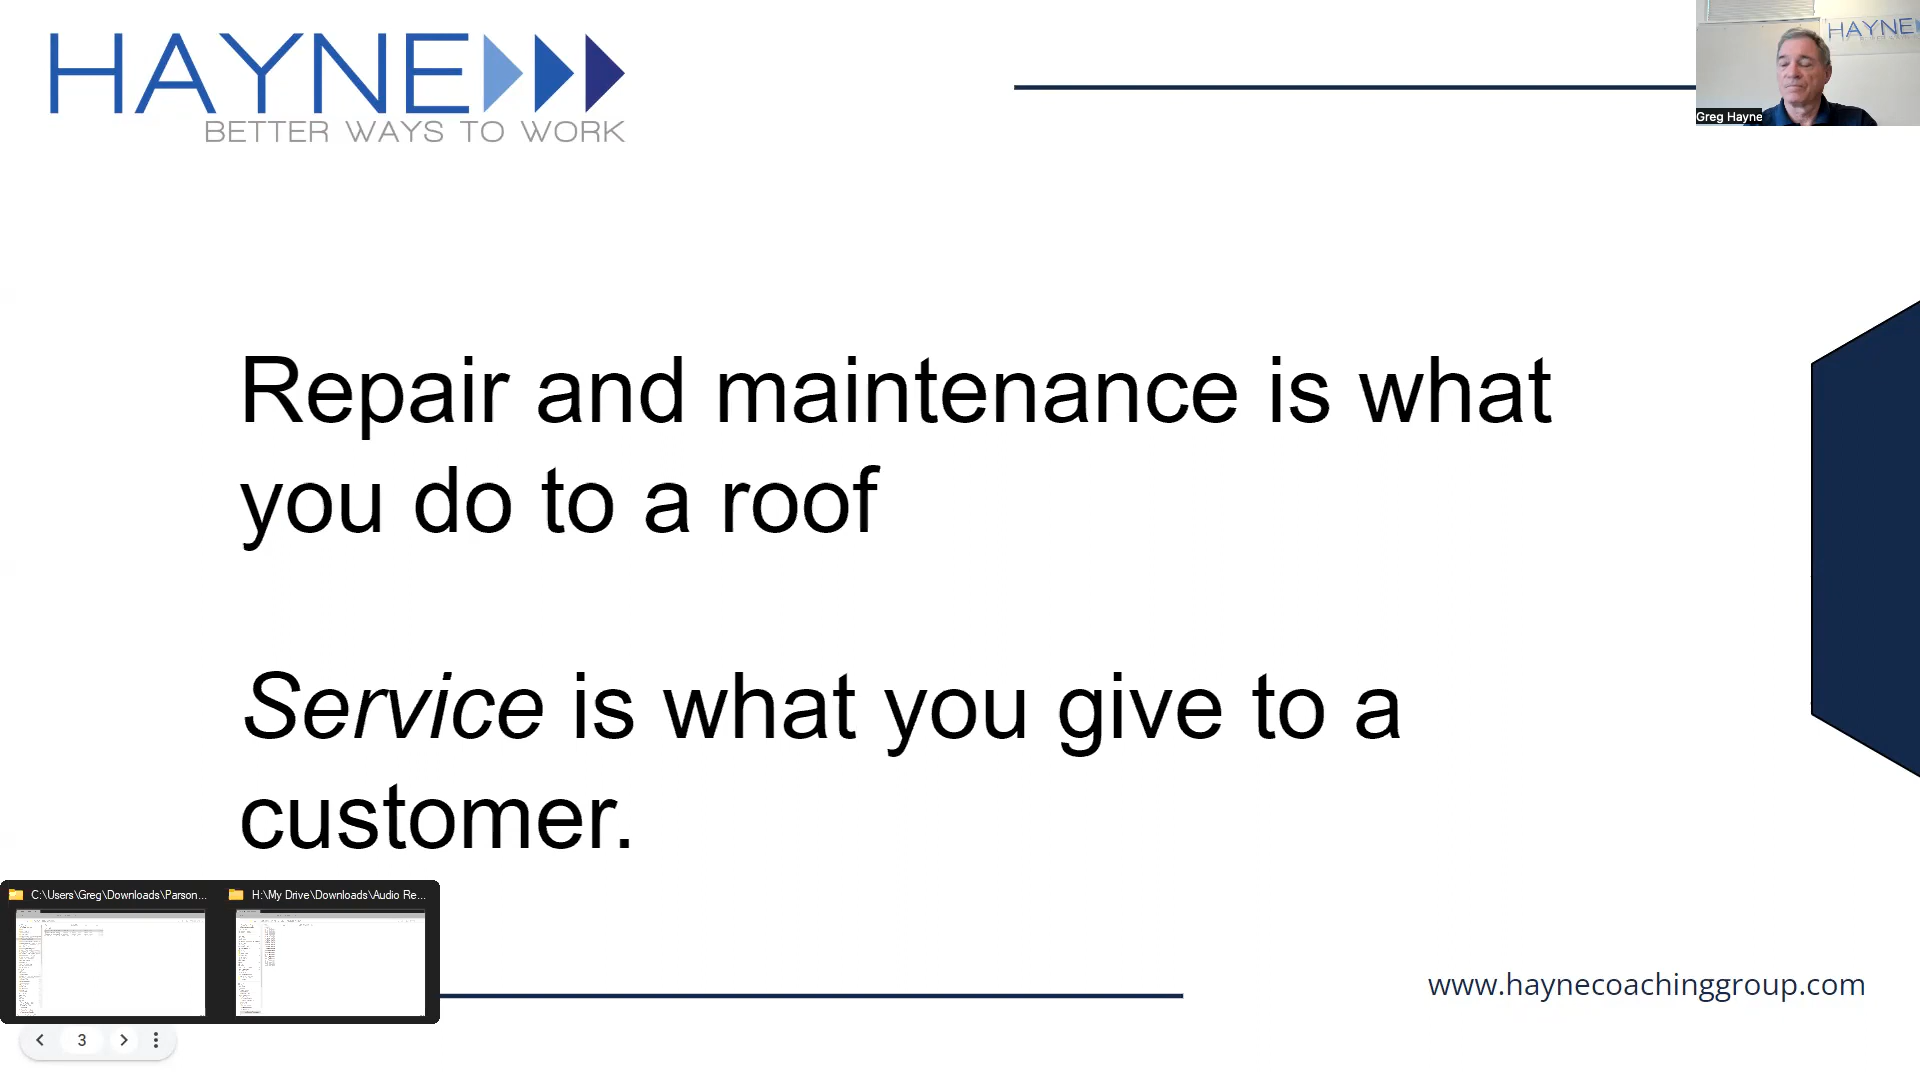 HAYNE
BETTER WAYS TO WORK
HAYNE
Greg Hayne
Repair and maintenance is what
you do to a roof
Service is what you give to a
customer.
C:\Users\Greg\Downloads\Parson...
H:\My Drive\Downloads\Audio Re...
www.haynecoachinggroup.com
3